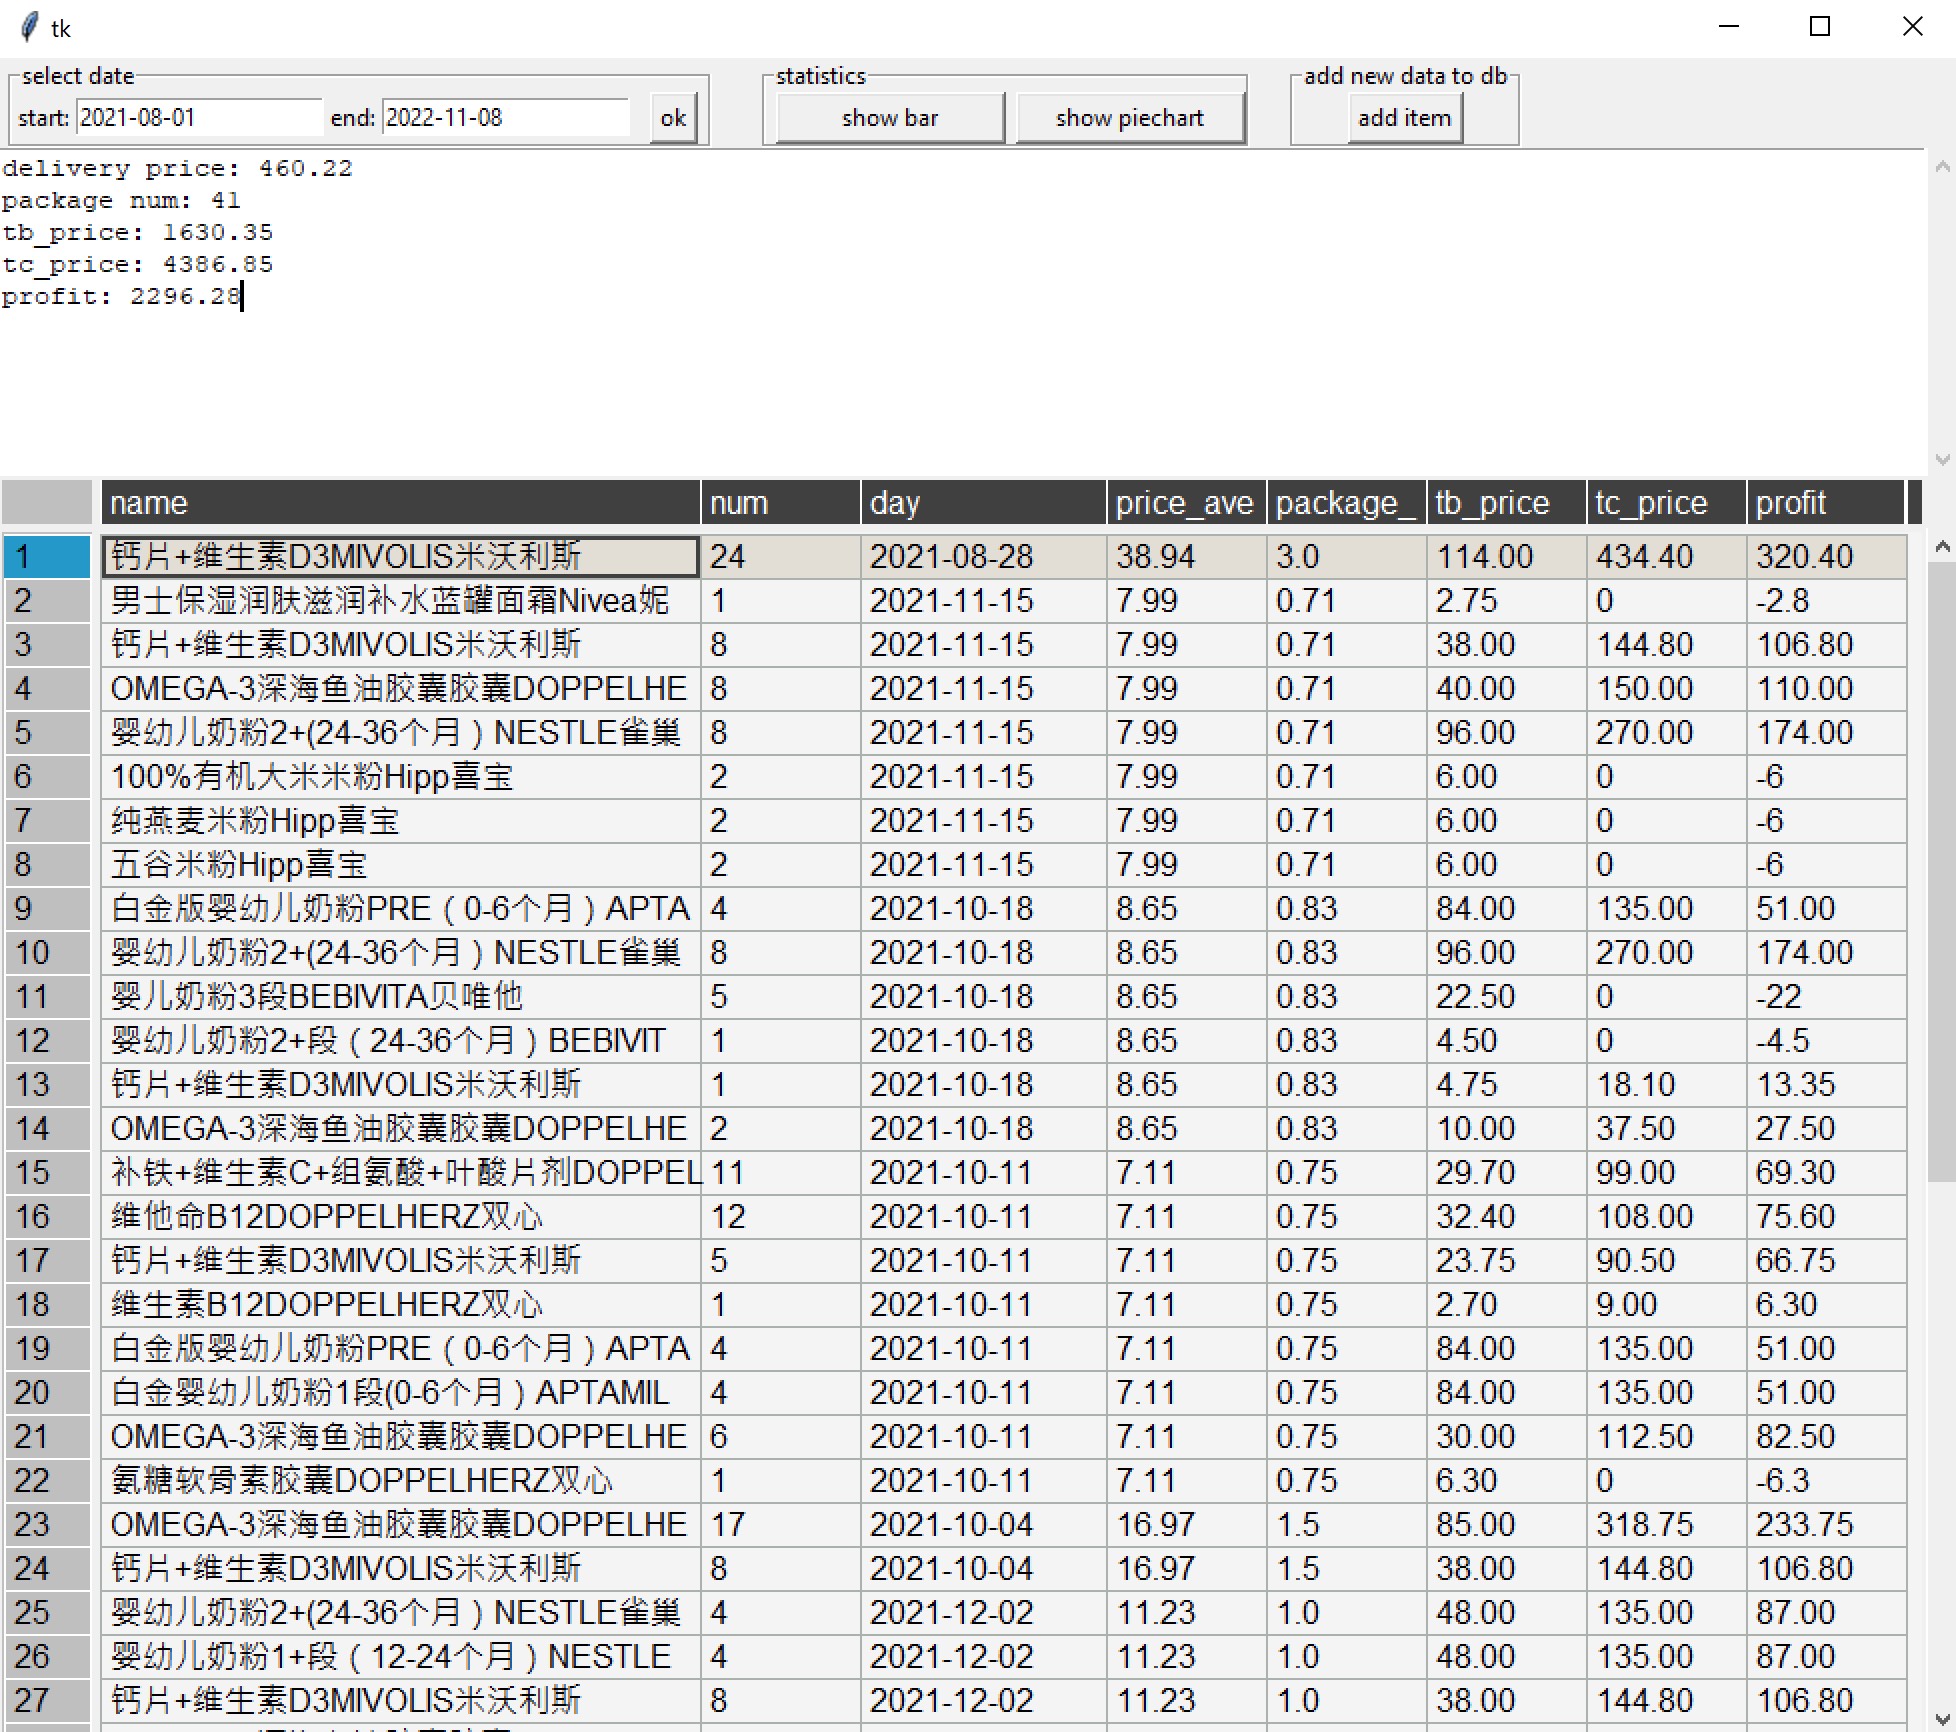 tk
select date
statistics
add new data to db
start: 2021-08-01 end: 2022-11-08 ok show bar show piechart add item
delivery price: 460.22
package num: 41
tb_price: 1630.35
tc_price: 4386.85
profit: 2296.28
name num day price_ave package_ tb_price tc_price profit
1 钙片+维生素D3MIVOLIS米沃利斯 24 2021-08-28 38.94 3.0 114.00 434.40 320.40
2 男士保湿润肤滋润补水蓝罐面霜Nivea妮 1 2021-11-15 7.99 0.71 2.75 0 -2.8
3 钙片+维生素D3MIVOLIS米沃利斯 8 2021-11-15 7.99 0.71 38.00 144.80 106.80
4 OMEGA-3深海鱼油胶囊胶囊DOPPELHE 8 2021-11-15 7.99 0.71 40.00 150.00 110.00
5 婴幼儿奶粉2+(24-36个月）NESTLE雀巢 8 2021-11-15 7.99 0.71 96.00 270.00 174.00
6 100%有机大米米粉Hipp喜宝 2 2021-11-15 7.99 0.71 6.00 0 -6
7 纯燕麦米粉Hipp喜宝 2 2021-11-15 7.99 0.71 6.00 0 -6
8 五谷米粉Hipp喜宝 2 2021-11-15 7.99 0.71 6.00 0 -6
9 白金版婴幼儿奶粉PRE（0-6个月）APTA 4 2021-10-18 8.65 0.83 84.00 135.00 51.00
10 婴幼儿奶粉2+(24-36个月）NESTLE雀巢 8 2021-10-18 8.65 0.83 96.00 270.00 174.00
11 婴儿奶粉3段BEBIVITA贝唯他 5 2021-10-18 8.65 0.83 22.50 0 -22
12 婴幼儿奶粉2+段（24-36个月）BEBIVIT 1 2021-10-18 8.65 0.83 4.50 0 -4.5
13 钙片+维生素D3MIVOLIS米沃利斯 1 2021-10-18 8.65 0.83 4.75 18.10 13.35
14 OMEGA-3深海鱼油胶囊胶囊DOPPELHE 2 2021-10-18 8.65 0.83 10.00 37.50 27.50
15 补铁+维生素C+组氨酸+叶酸片剂DOPPEL 11 2021-10-11 7.11 0.75 29.70 99.00 69.30
16 维他命B12DOPPELHERZ双心 12 2021-10-11 7.11 0.75 32.40 108.00 75.60
17 钙片+维生素D3MIVOLIS米沃利斯 5 2021-10-11 7.11 0.75 23.75 90.50 66.75
18 维生素B12DOPPELHERZ双心 1 2021-10-11 7.11 0.75 2.70 9.00 6.30
19 白金版婴幼儿奶粉PRE（0-6个月）APTA 4 2021-10-11 7.11 0.75 84.00 135.00 51.00
20 白金婴幼儿奶粉1段(0-6个月）APTAMIL 4 2021-10-11 7.11 0.75 84.00 135.00 51.00
21 OMEGA-3深海鱼油胶囊胶囊DOPPELHE 6 2021-10-11 7.11 0.75 30.00 112.50 82.50
22 氨糖软骨素胶囊DOPPELHERZ双心 1 2021-10-11 7.11 0.75 6.30 0 -6.3
23 OMEGA-3深海鱼油胶囊胶囊DOPPELHE 17 2021-10-04 16.97 1.5 85.00 318.75 233.75
24 钙片+维生素D3MIVOLIS米沃利斯 8 2021-10-04 16.97 1.5 38.00 144.80 106.80
25 婴幼儿奶粉2+(24-36个月）NESTLE雀巢 4 2021-12-02 11.23 1.0 48.00 135.00 87.00
26 婴幼儿奶粉1+段（12-24个月）NESTLE 4 2021-12-02 11.23 1.0 48.00 135.00 87.00
27 钙片+维生素D3MIVOLIS米沃利斯 8 2021-12-02 11.23 1.0 38.00 144.80 106.80